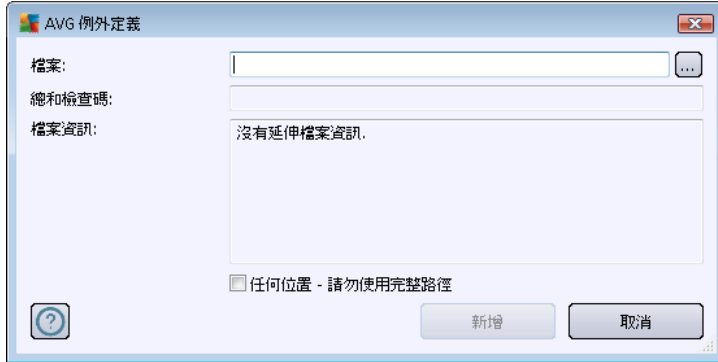 AVG 例外定義
檔案:
...
總和檢查碼:
檔案資訊:
沒有延伸檔案資訊.
任何位置 - 請勿使用完整路徑
?
新增
取消